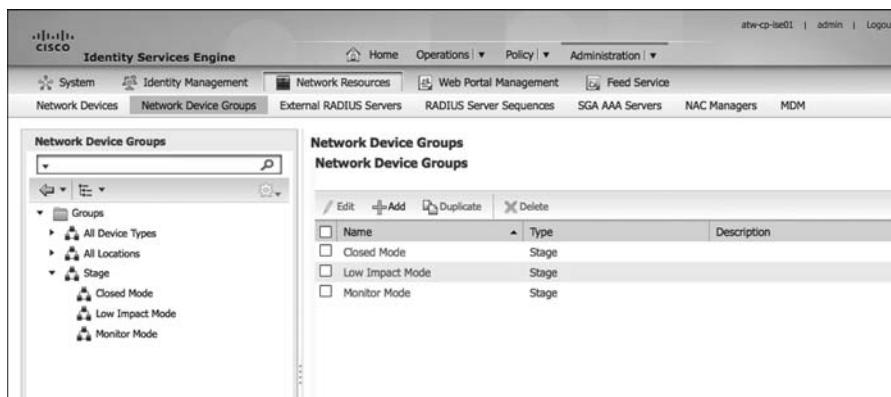 atw-cp-ise01 | admin | Logou
CISCO Identity Services Engine
Home Operations | ▼ Policy | ▼ Administration | ▼
System Identity Management Network Resources Web Portal Management Feed Service
Network Devices Network Device Groups External RADIUS Servers RADIUS Server Sequences SGA AAA Servers NAC Managers MDM
Network Device Groups
Groups
All Device Types
All Locations
Stage
Closed Mode
Low Impact Mode
Monitor Mode
Network Device Groups
Network Device Groups
Edit Add Duplicate Delete
Name Type Description
Closed Mode Stage
Low Impact Mode Stage
Monitor Mode Stage